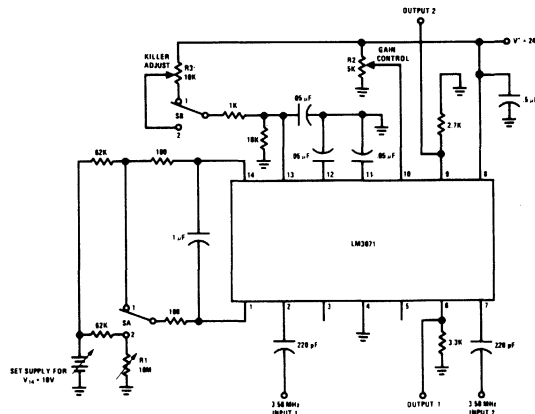 OUTPUT 2
V+ = 24
KILLER
ADJUST
R3
10K
R2
5K
GAIN
CONTROL
1
SB
2
1K
10K
.05 μF
.05 μF
.05 μF
2.7K
.5 μF
62K
100
14
13
12
11
10
9
8
1 μF
LM3071
1
SA
2
100
1
2
3
4
5
6
7
62K
R1
10M
SET SUPPLY FOR
V14 = 10V
220 pF
3.3K
220 pF
3.58 MHz
INPUT 1
OUTPUT 1
3.58 MHz
INPUT 2